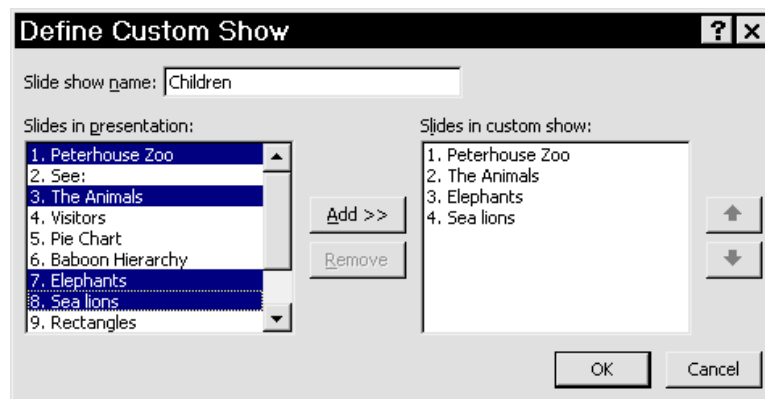 Define Custom Show
? ×
Slide show name: Children
Slides in presentation:
1. Peterhouse Zoo
2. See:
3. The Animals
4. Visitors
5. Pie Chart
6. Baboon Hierarchy
7. Elephants
8. Sea lions
9. Rectangles
Add >>
Remove
Slides in custom show:
1. Peterhouse Zoo
2. The Animals
3. Elephants
4. Sea lions
OK
Cancel